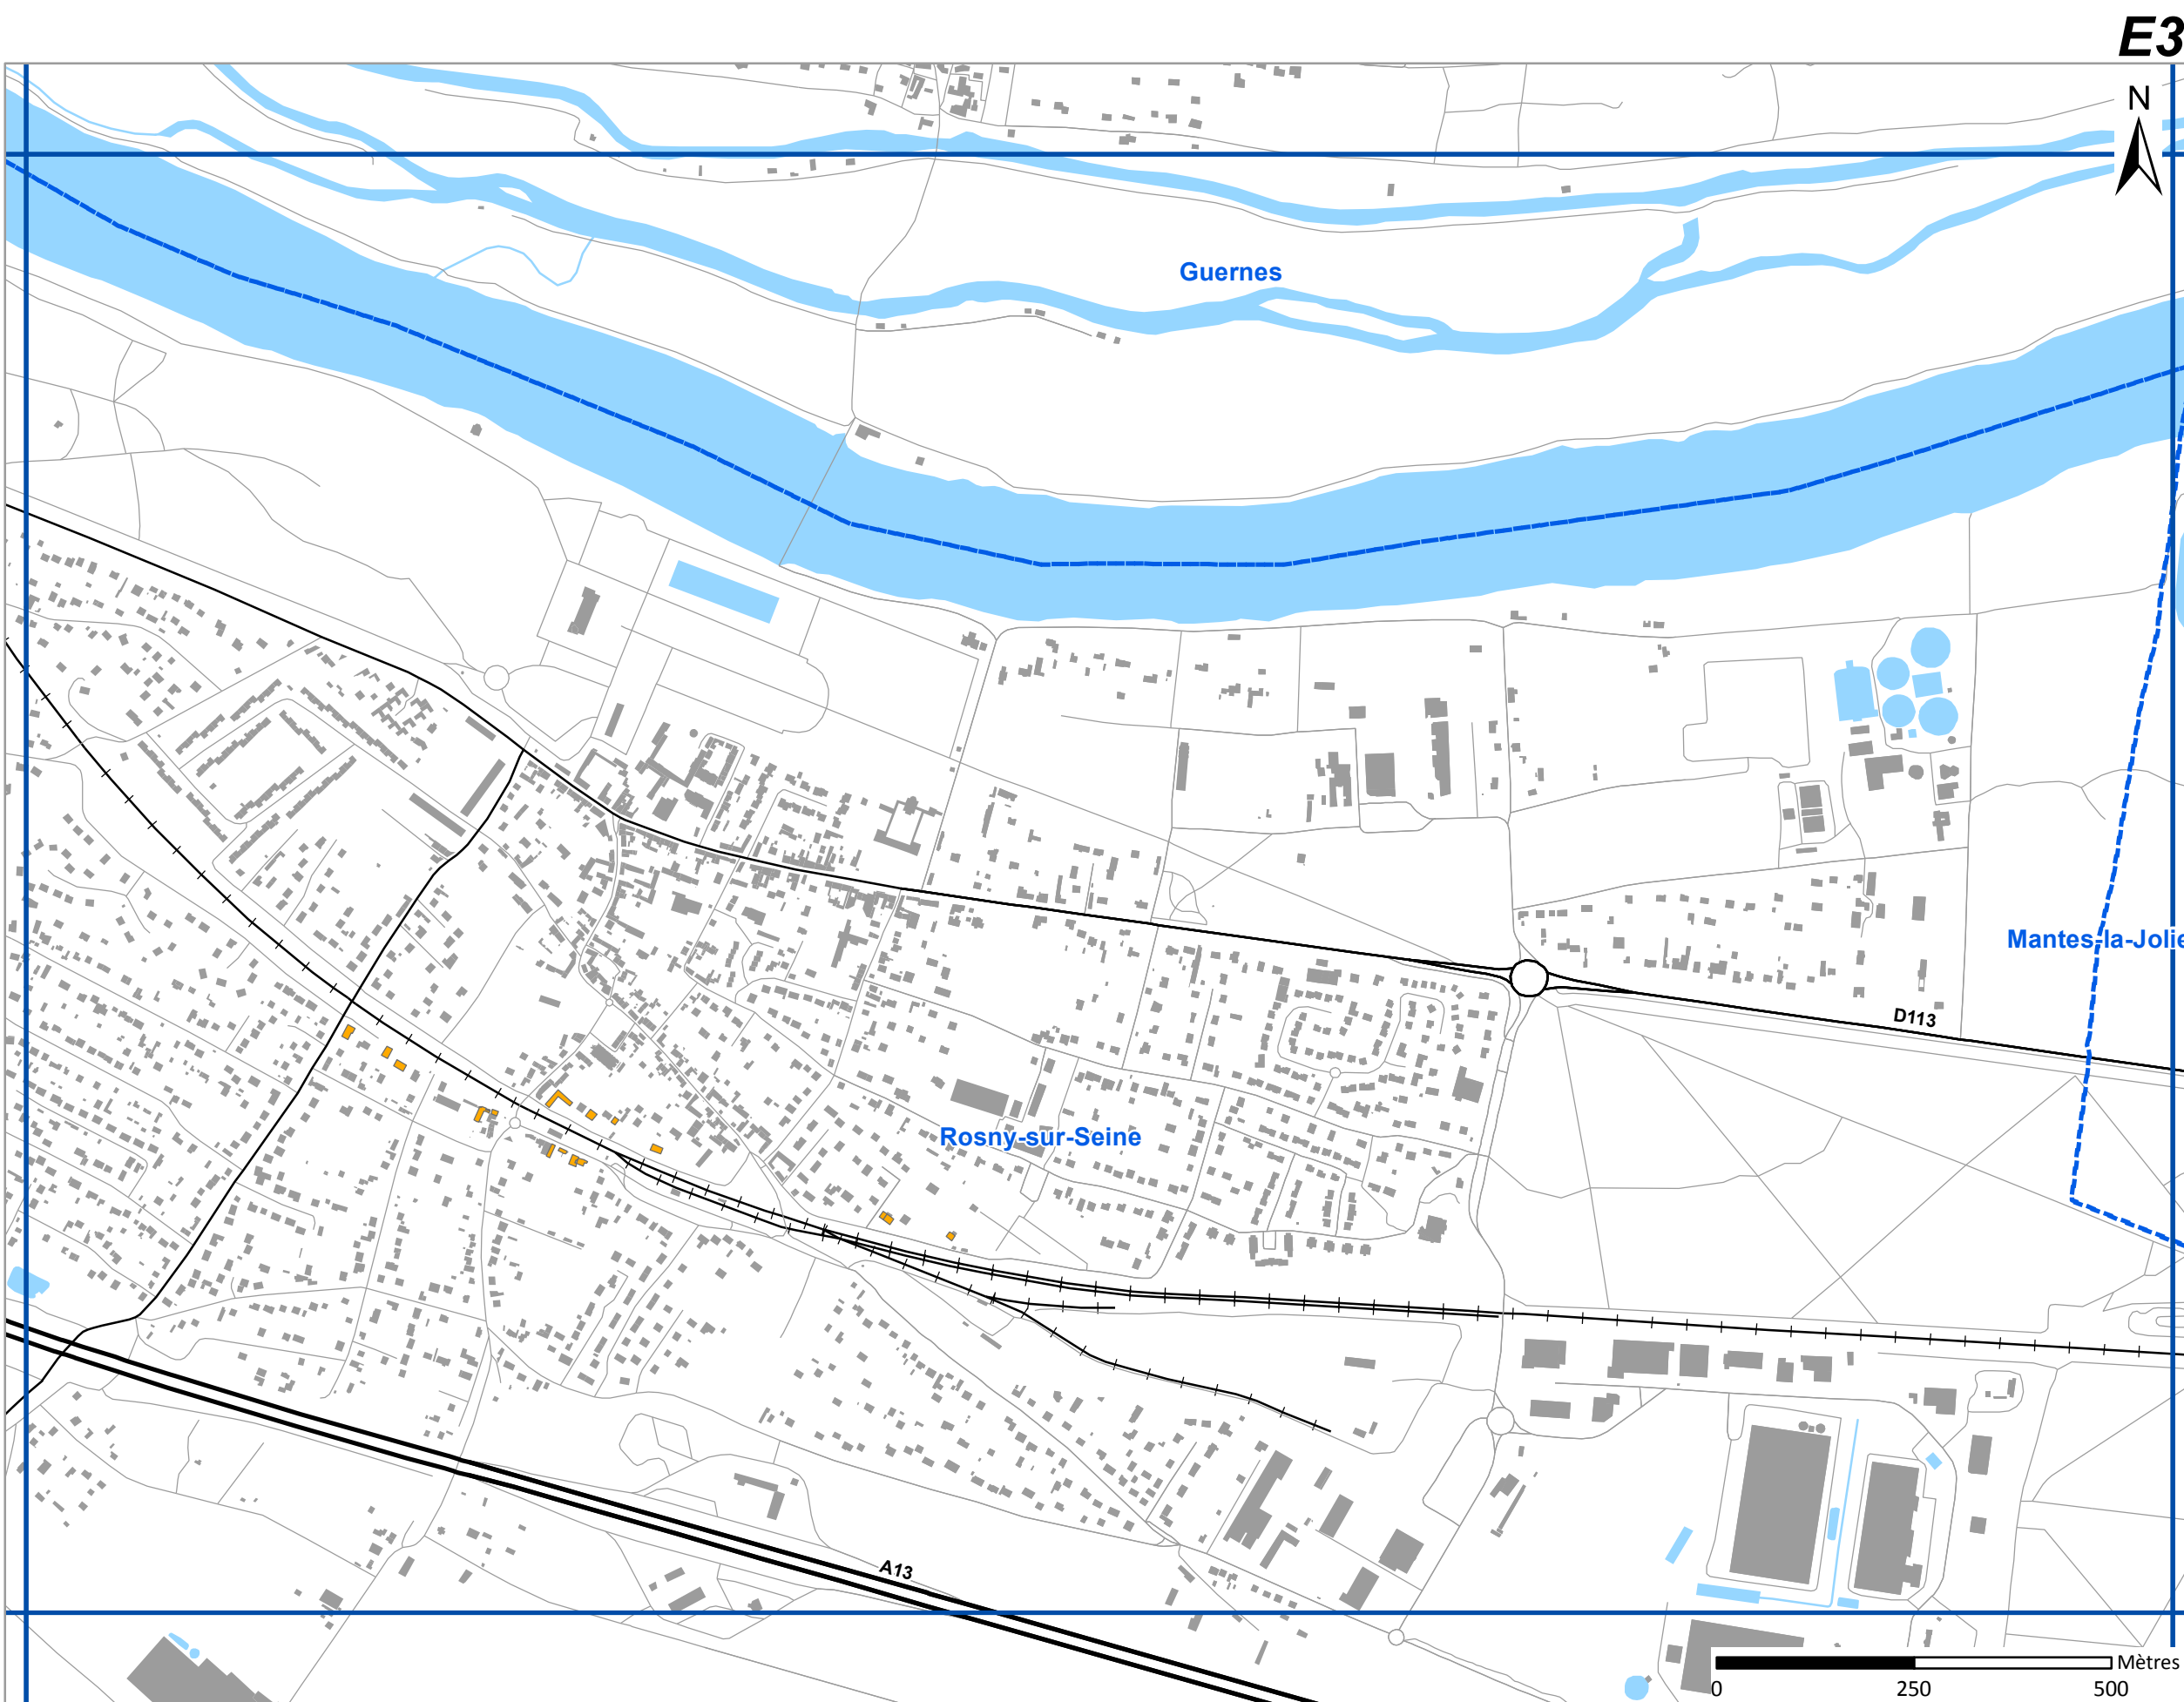 E3
N
Guernes
Mantes-la-Jolie
D113
Rosny-sur-Seine
A13
Mètres
0 250 500